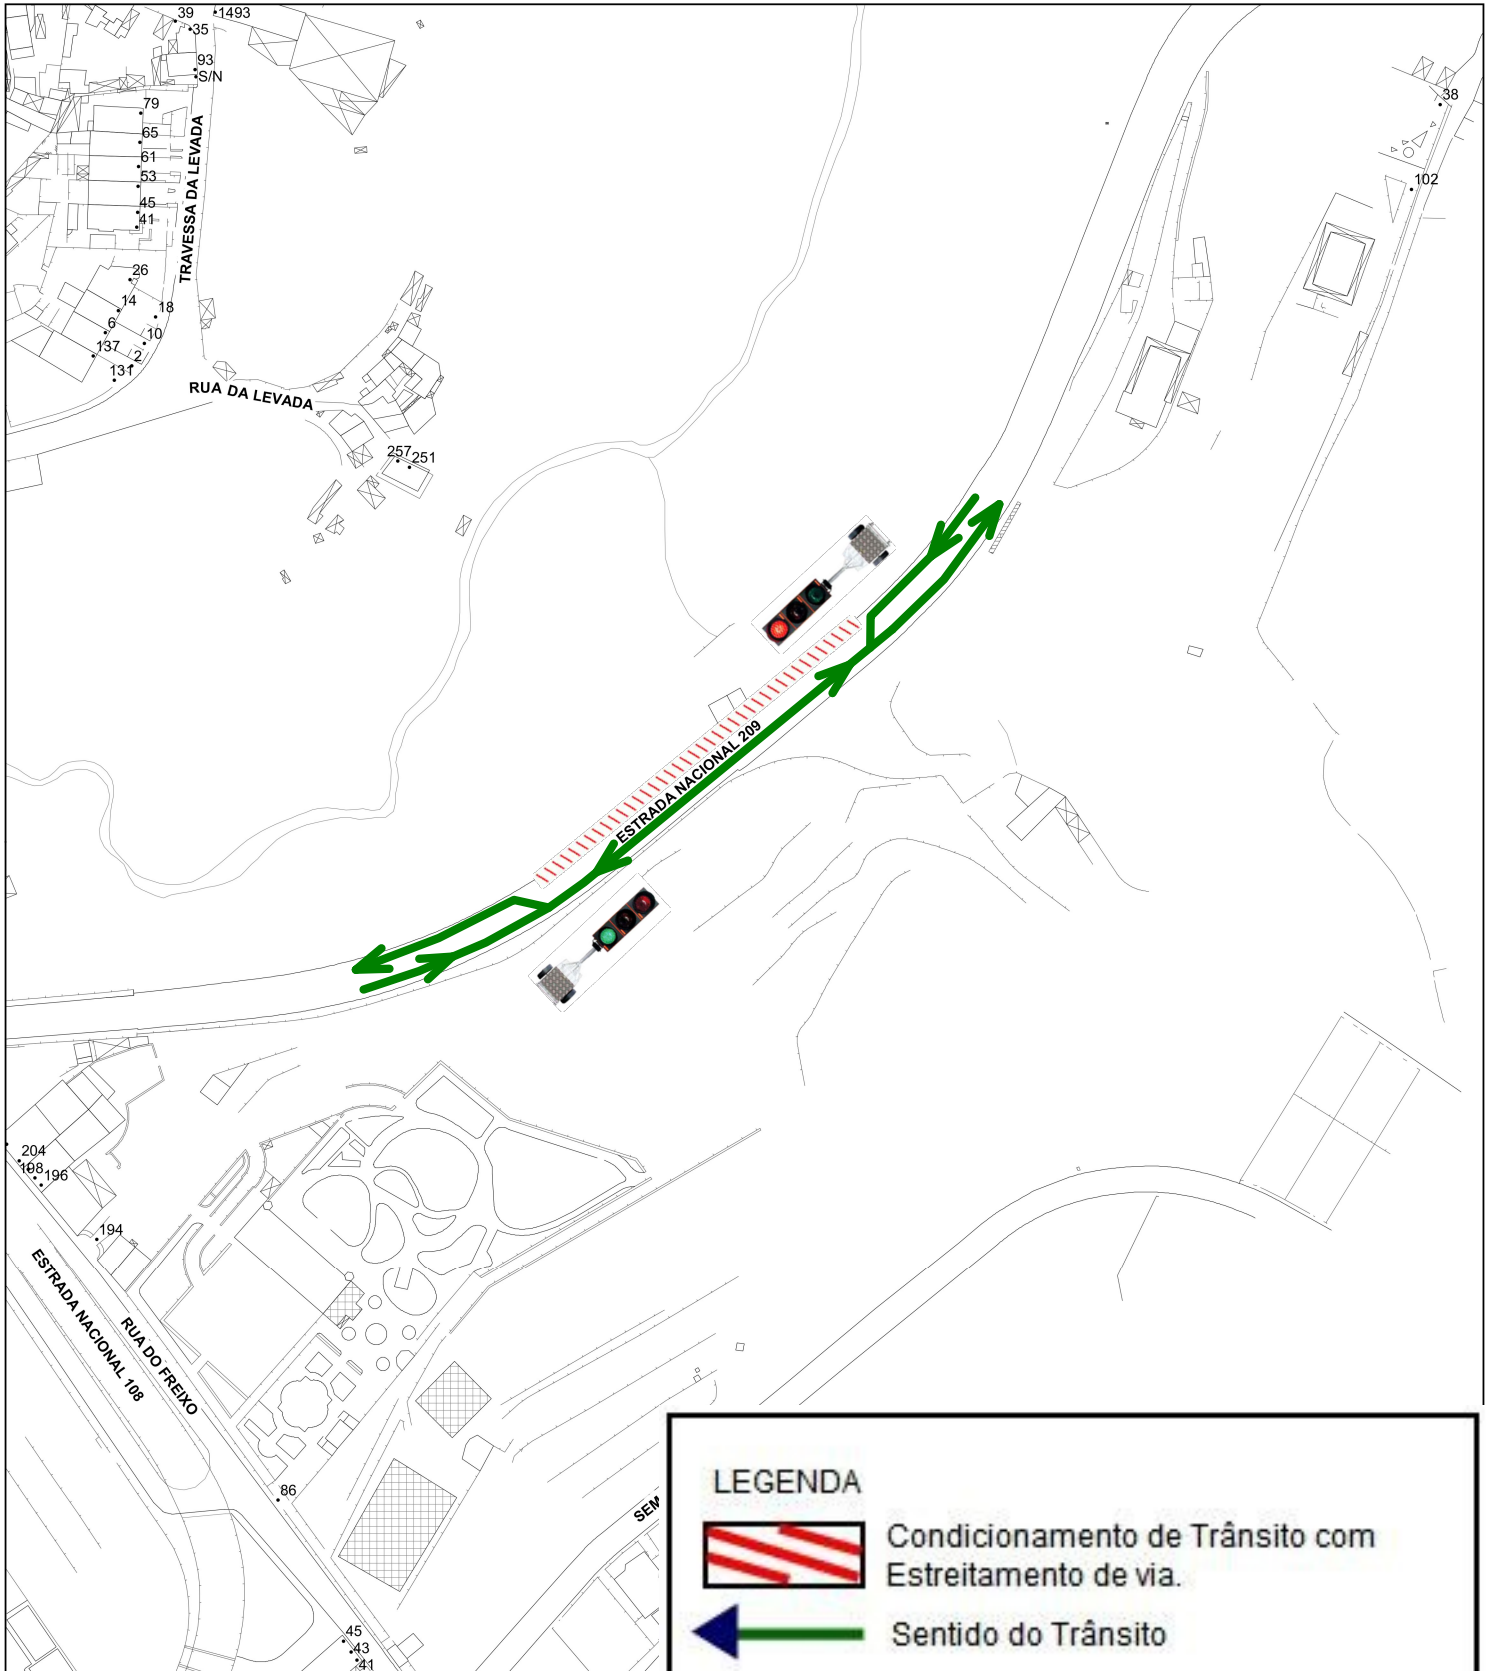 39
1493
35
93
S/N
79
65
61
53
45
41
TRAVESSA DA LEVADA
26
14
18
6
10
137
2
131
RUA DA LEVADA
257
251
38
102
ESTRADA NACIONAL 209
204
198
196
194
ESTRADA NACIONAL 108
RUA DO FREIXO
86
SEM
45
43
41
LEGENDA
Condicionamento de Trânsito com
Estreitamento de via.
Sentido do Trânsito